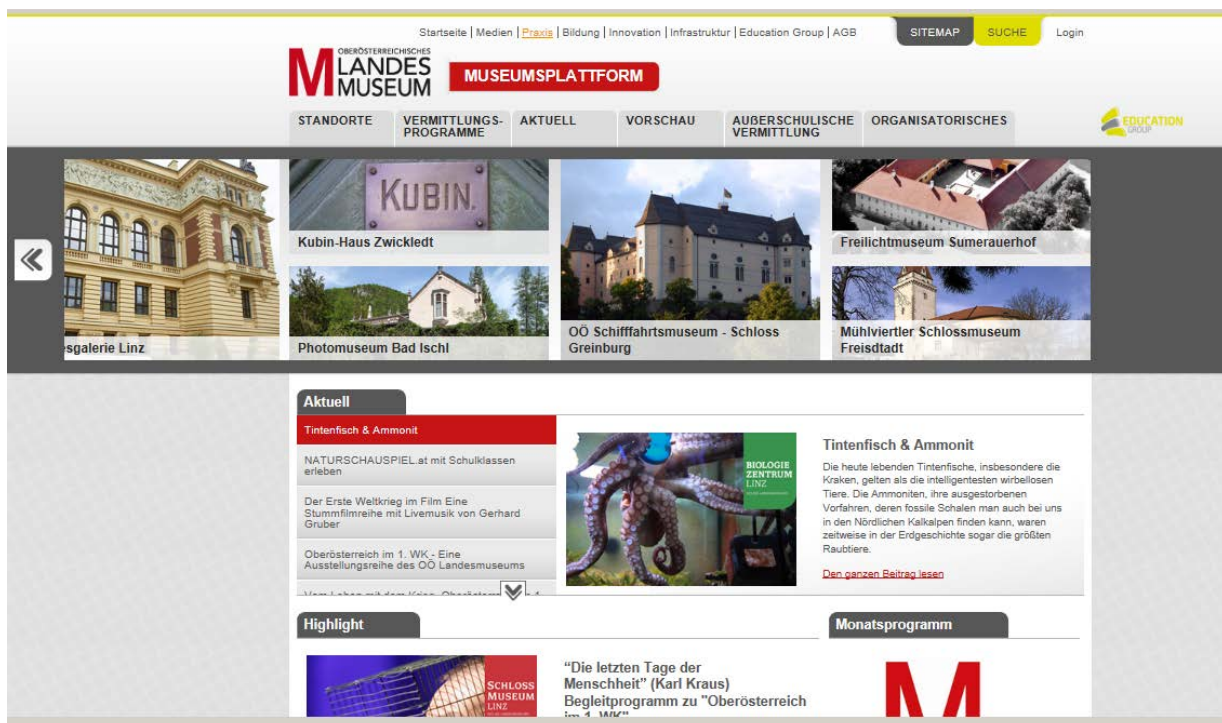 Startseite | Medien | Praxis | Bildung | Innovation | Infrastruktur | Education Group | AGB
SITEMAP
SUCHE
Login
OBERÖSTERREICHISCHES
LANDES
MUSEUM
MUSEUMSPLATTFORM
STANDORTE
VERMITTLUNGS-
PROGRAMME
AKTUELL
VORSCHAU
AUßERSCHULISCHE
VERMITTLUNG
ORGANISATORISCHES
EDUCATION
GROUP
KUBIN.
Kubin-Haus Zwickledt
Freilichtmuseum Sumerauerhof
esgalerie Linz
Photomuseum Bad Ischl
OÖ Schifffahrtsmuseum - Schloss
Greinburg
Mühlviertler Schlossmuseum
Freisdtadt
Aktuell
Tintenfisch & Ammonit
NATURSCHAUSPIEL.at mit Schulklassen
erleben
Der Erste Weltkrieg im Film Eine
Stummfilmreihe mit Livemusik von Gerhard
Gruber
Oberösterreich im 1. WK - Eine
Ausstellungsreihe des OÖ Landesmuseums
BIOLOGIE
ZENTRUM
LINZ
Tintenfisch & Ammonit
Die heute lebenden Tintenfische, insbesondere die
Kraken, gelten als die intelligentesten wirbellosen
Tiere. Die Ammoniten, ihre ausgestorbenen
Vorfahren, deren fossile Schalen man auch bei uns
in den Nördlichen Kalkalpen finden kann, waren
zeitweise in der Erdgeschichte sogar die größten
Raubtiere.
Den ganzen Beitrag lesen
Highlight
SCHLOSS
MUSEUM
LINZ
"Die letzten Tage der
Menschheit" (Karl Kraus)
Begleitprogramm zu "Oberösterreich
im 1. WK"
Monatsprogramm
M